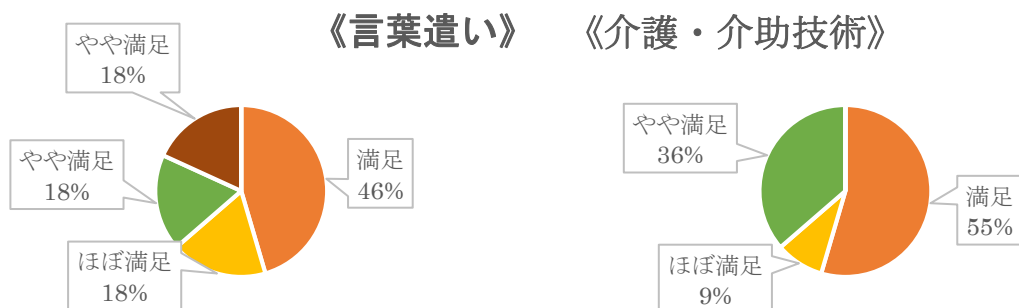 《言葉遣い》
やや満足
18%
やや満足
18%
ほぼ満足
18%
満足
46%
《介護・介助技術》
やや満足
36%
ほぼ満足
9%
満足
55%